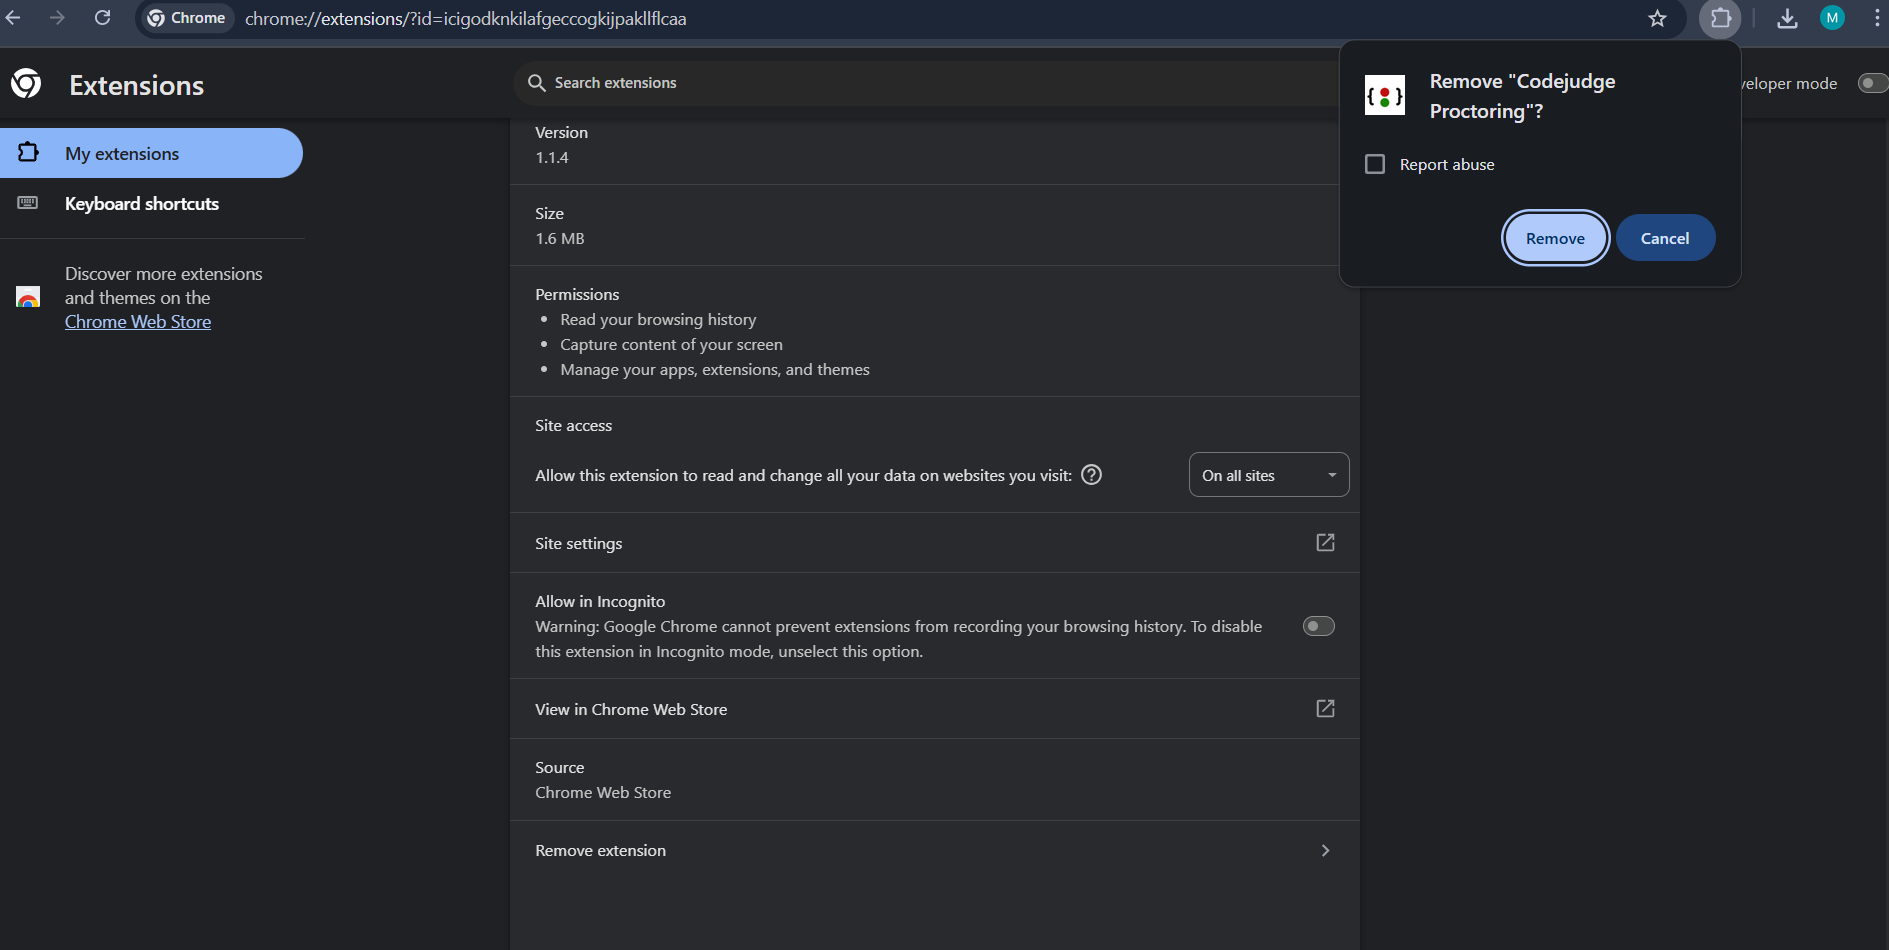 Chrome
chrome://extensions/?id=icigodknkilafgeccogkijpakllflcaa
M
Extensions
Search extensions
veloper mode
My extensions
Keyboard shortcuts
Discover more extensions
and themes on the
Chrome Web Store
Version
1.1.4
Size
1.6 MB
Permissions
Read your browsing history
Capture content of your screen
Manage your apps, extensions, and themes
Site access
Allow this extension to read and change all your data on websites you visit:
On all sites
Site settings
Allow in Incognito
Warning: Google Chrome cannot prevent extensions from recording your browsing history. To disable
this extension in Incognito mode, unselect this option.
View in Chrome Web Store
Source
Chrome Web Store
Remove extension
Remove "Codejudge
Proctoring"?
Report abuse
Remove
Cancel